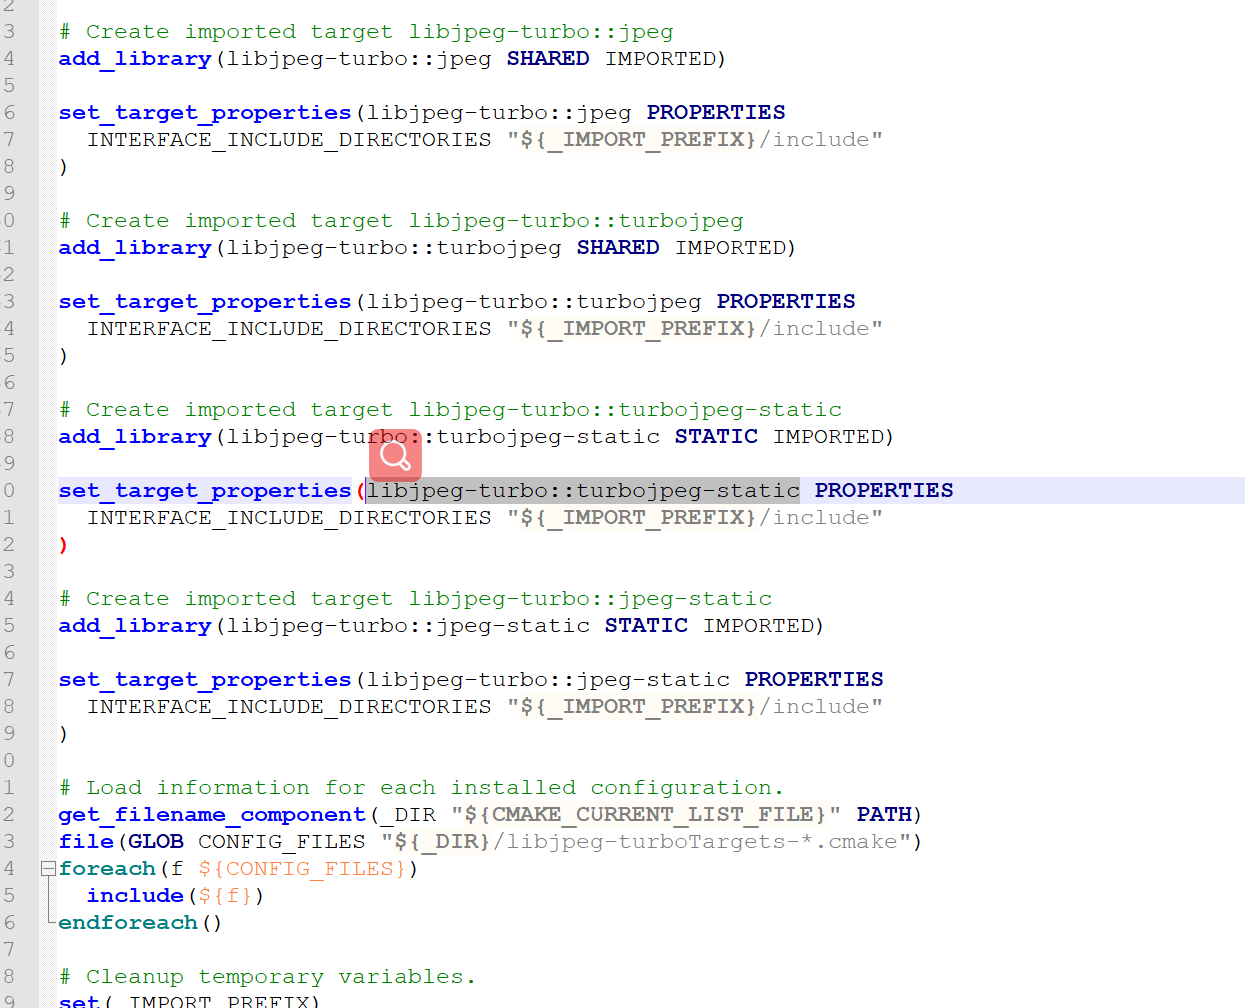 2
3 # Create imported target libjpeg-turbo::jpeg
4 add_library(libjpeg-turbo::jpeg SHARED IMPORTED)
5
6 set_target_properties(libjpeg-turbo::jpeg PROPERTIES
7   INTERFACE_INCLUDE_DIRECTORIES "${_IMPORT_PREFIX}/include"
8 )
9
0 # Create imported target libjpeg-turbo::turbojpeg
1 add_library(libjpeg-turbo::turbojpeg SHARED IMPORTED)
2
3 set_target_properties(libjpeg-turbo::turbojpeg PROPERTIES
4   INTERFACE_INCLUDE_DIRECTORIES "${_IMPORT_PREFIX}/include"
5 )
6
7 # Create imported target libjpeg-turbo::turbojpeg-static
8 add_library(libjpeg-turbo::turbojpeg-static STATIC IMPORTED)
9
0 set_target_properties(libjpeg-turbo::turbojpeg-static PROPERTIES
1   INTERFACE_INCLUDE_DIRECTORIES "${_IMPORT_PREFIX}/include"
2 )
3
4 # Create imported target libjpeg-turbo::jpeg-static
5 add_library(libjpeg-turbo::jpeg-static STATIC IMPORTED)
6
7 set_target_properties(libjpeg-turbo::jpeg-static PROPERTIES
8   INTERFACE_INCLUDE_DIRECTORIES "${_IMPORT_PREFIX}/include"
9 )
0
1 # Load information for each installed configuration.
2 get_filename_component(_DIR "${CMAKE_CURRENT_LIST_FILE}" PATH)
3 file(GLOB CONFIG_FILES "${_DIR}/libjpeg-turboTargets-*.cmake")
4 foreach(f ${CONFIG_FILES})
5   include(${f})
6 endforeach()
7
8 # Cleanup temporary variables.
9 set(_IMPORT_PREFIX)